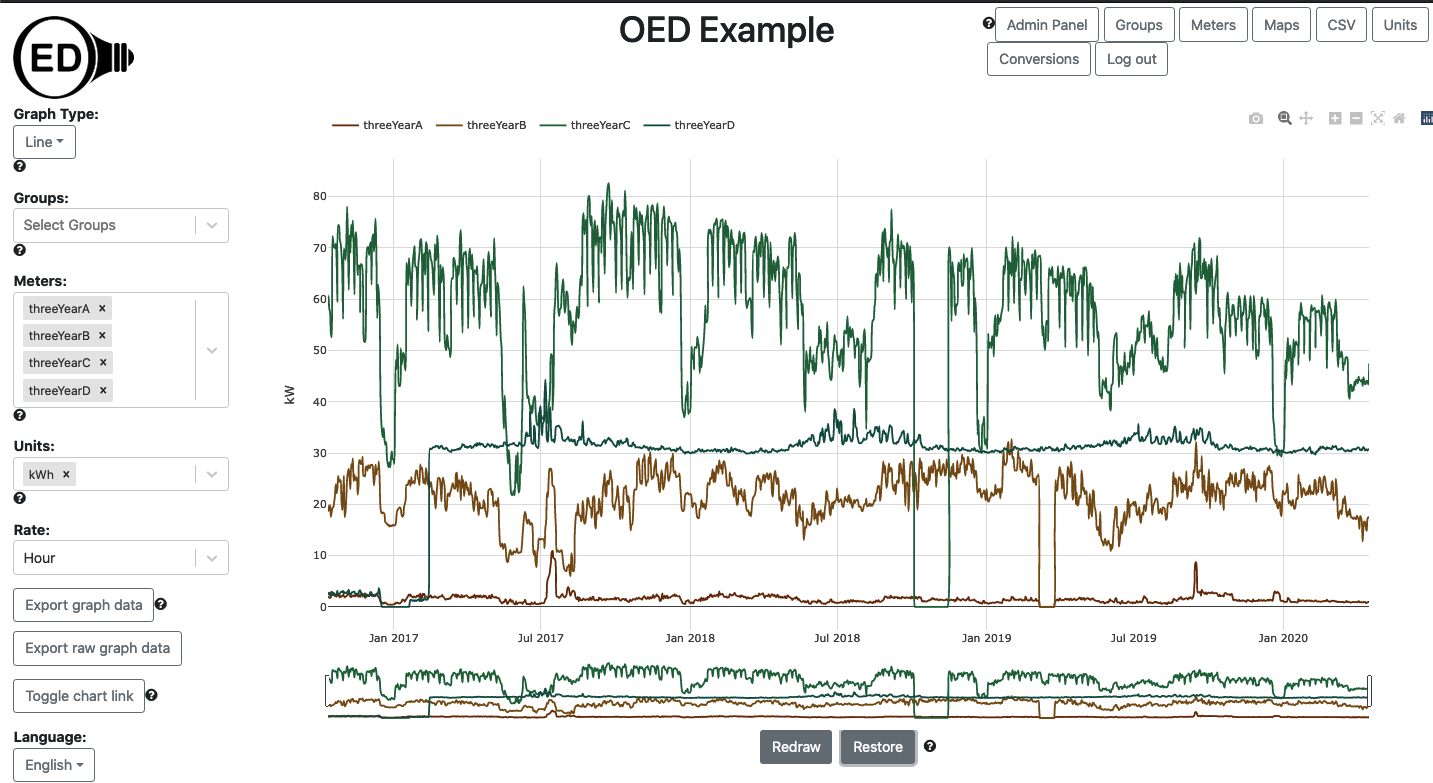 ED
OED Example
? Admin Panel Groups Meters Maps CSV Units
Conversions Log out
Graph Type:
Line
?
Groups:
Select Groups
?
Meters:
threeYearA ×
threeYearB ×
threeYearC ×
threeYearD ×
?
Units:
kWh ×
?
Rate:
Hour
Export graph data ?
Export raw graph data
Toggle chart link ?
Language:
English
threeYearA threeYearB threeYearC threeYearD
kW
80
70
60
50
40
30
20
10
0
Jan 2017 Jul 2017 Jan 2018 Jul 2018 Jan 2019 Jul 2019 Jan 2020
Redraw Restore ?